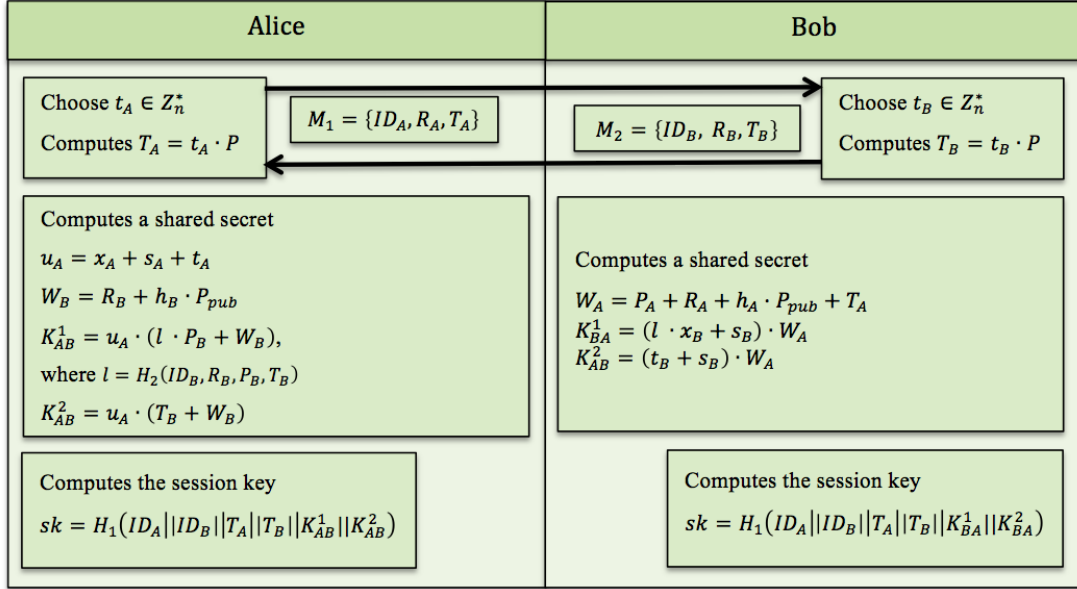 Alice
Bob
Choose t_A ∈ Z_n^*
Computes T_A = t_A · P
M_1 = {ID_A, R_A, T_A}
M_2 = {ID_B, R_B, T_B}
Choose t_B ∈ Z_n^*
Computes T_B = t_B · P
Computes a shared secret
u_A = x_A + s_A + t_A
W_B = R_B + h_B · P_pub
K_AB^1 = u_A · (l · P_B + W_B),
where l = H_2(ID_B, R_B, P_B, T_B)
K_AB^2 = u_A · (T_B + W_B)
Computes a shared secret
W_A = P_A + R_A + h_A · P_pub + T_A
K_BA^1 = (l · x_B + s_B) · W_A
K_AB^2 = (t_B + s_B) · W_A
Computes the session key
sk = H_1(ID_A||ID_B||T_A||T_B||K_AB^1||K_AB^2)
Computes the session key
sk = H_1(ID_A||ID_B||T_A||T_B||K_BA^1||K_BA^2)